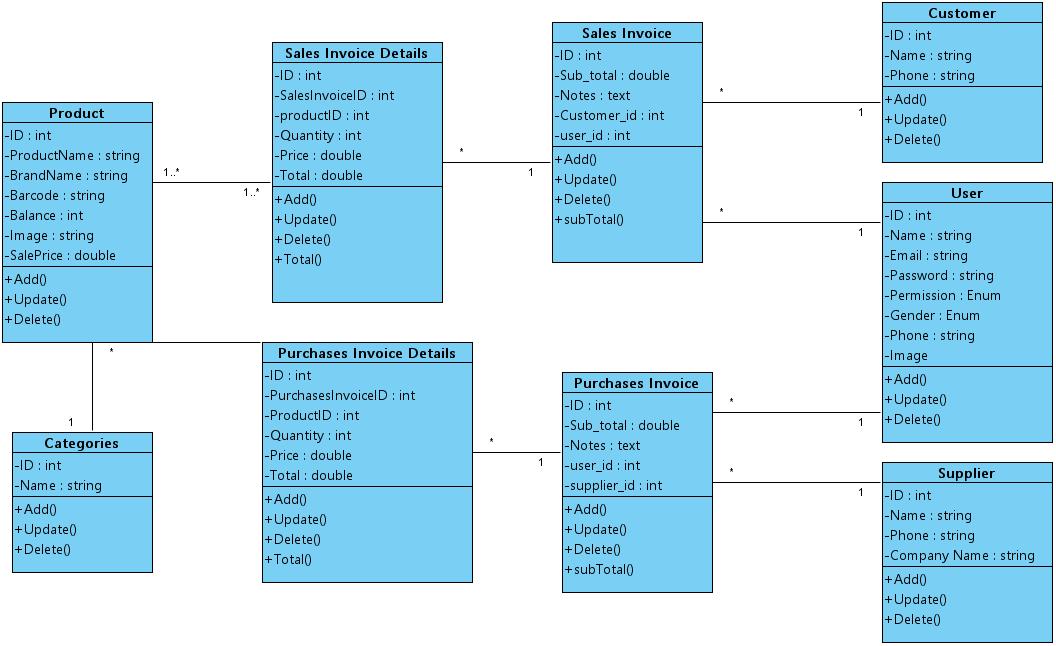 Product
-ID : int
-ProductName : string
-BrandName : string
-Barcode : string
-Balance : int
-Image : string
-SalePrice : double
+Add()
+Update()
+Delete()
1..*
1..*
Sales Invoice Details
-ID : int
-SalesInvoiceID : int
-productID : int
-Quantity : int
-Price : double
-Total : double
+Add()
+Update()
+Delete()
+Total()
*
1
Sales Invoice
-ID : int
-Sub_total : double
-Notes : text
-Customer_id : int
-user_id : int
+Add()
+Update()
+Delete()
+subTotal()
*
1
*
1
Customer
-ID : int
-Name : string
-Phone : string
+Add()
+Update()
+Delete()
User
-ID : int
-Name : string
-Email : string
-Password : string
-Permission : Enum
-Gender : Enum
-Phone : string
-Image
+Add()
+Update()
+Delete()
*
1
Categories
-ID : int
-Name : string
+Add()
+Update()
+Delete()
Purchases Invoice Details
-ID : int
-PurchasesInvoiceID : int
-ProductID : int
-Quantity : int
-Price : double
-Total : double
+Add()
+Update()
+Delete()
+Total()
*
1
Purchases Invoice
-ID : int
-Sub_total : double
-Notes : text
-user_id : int
-supplier_id : int
+Add()
+Update()
+Delete()
+subTotal()
*
1
*
1
Supplier
-ID : int
-Name : string
-Phone : string
-Company Name : string
+Add()
+Update()
+Delete()